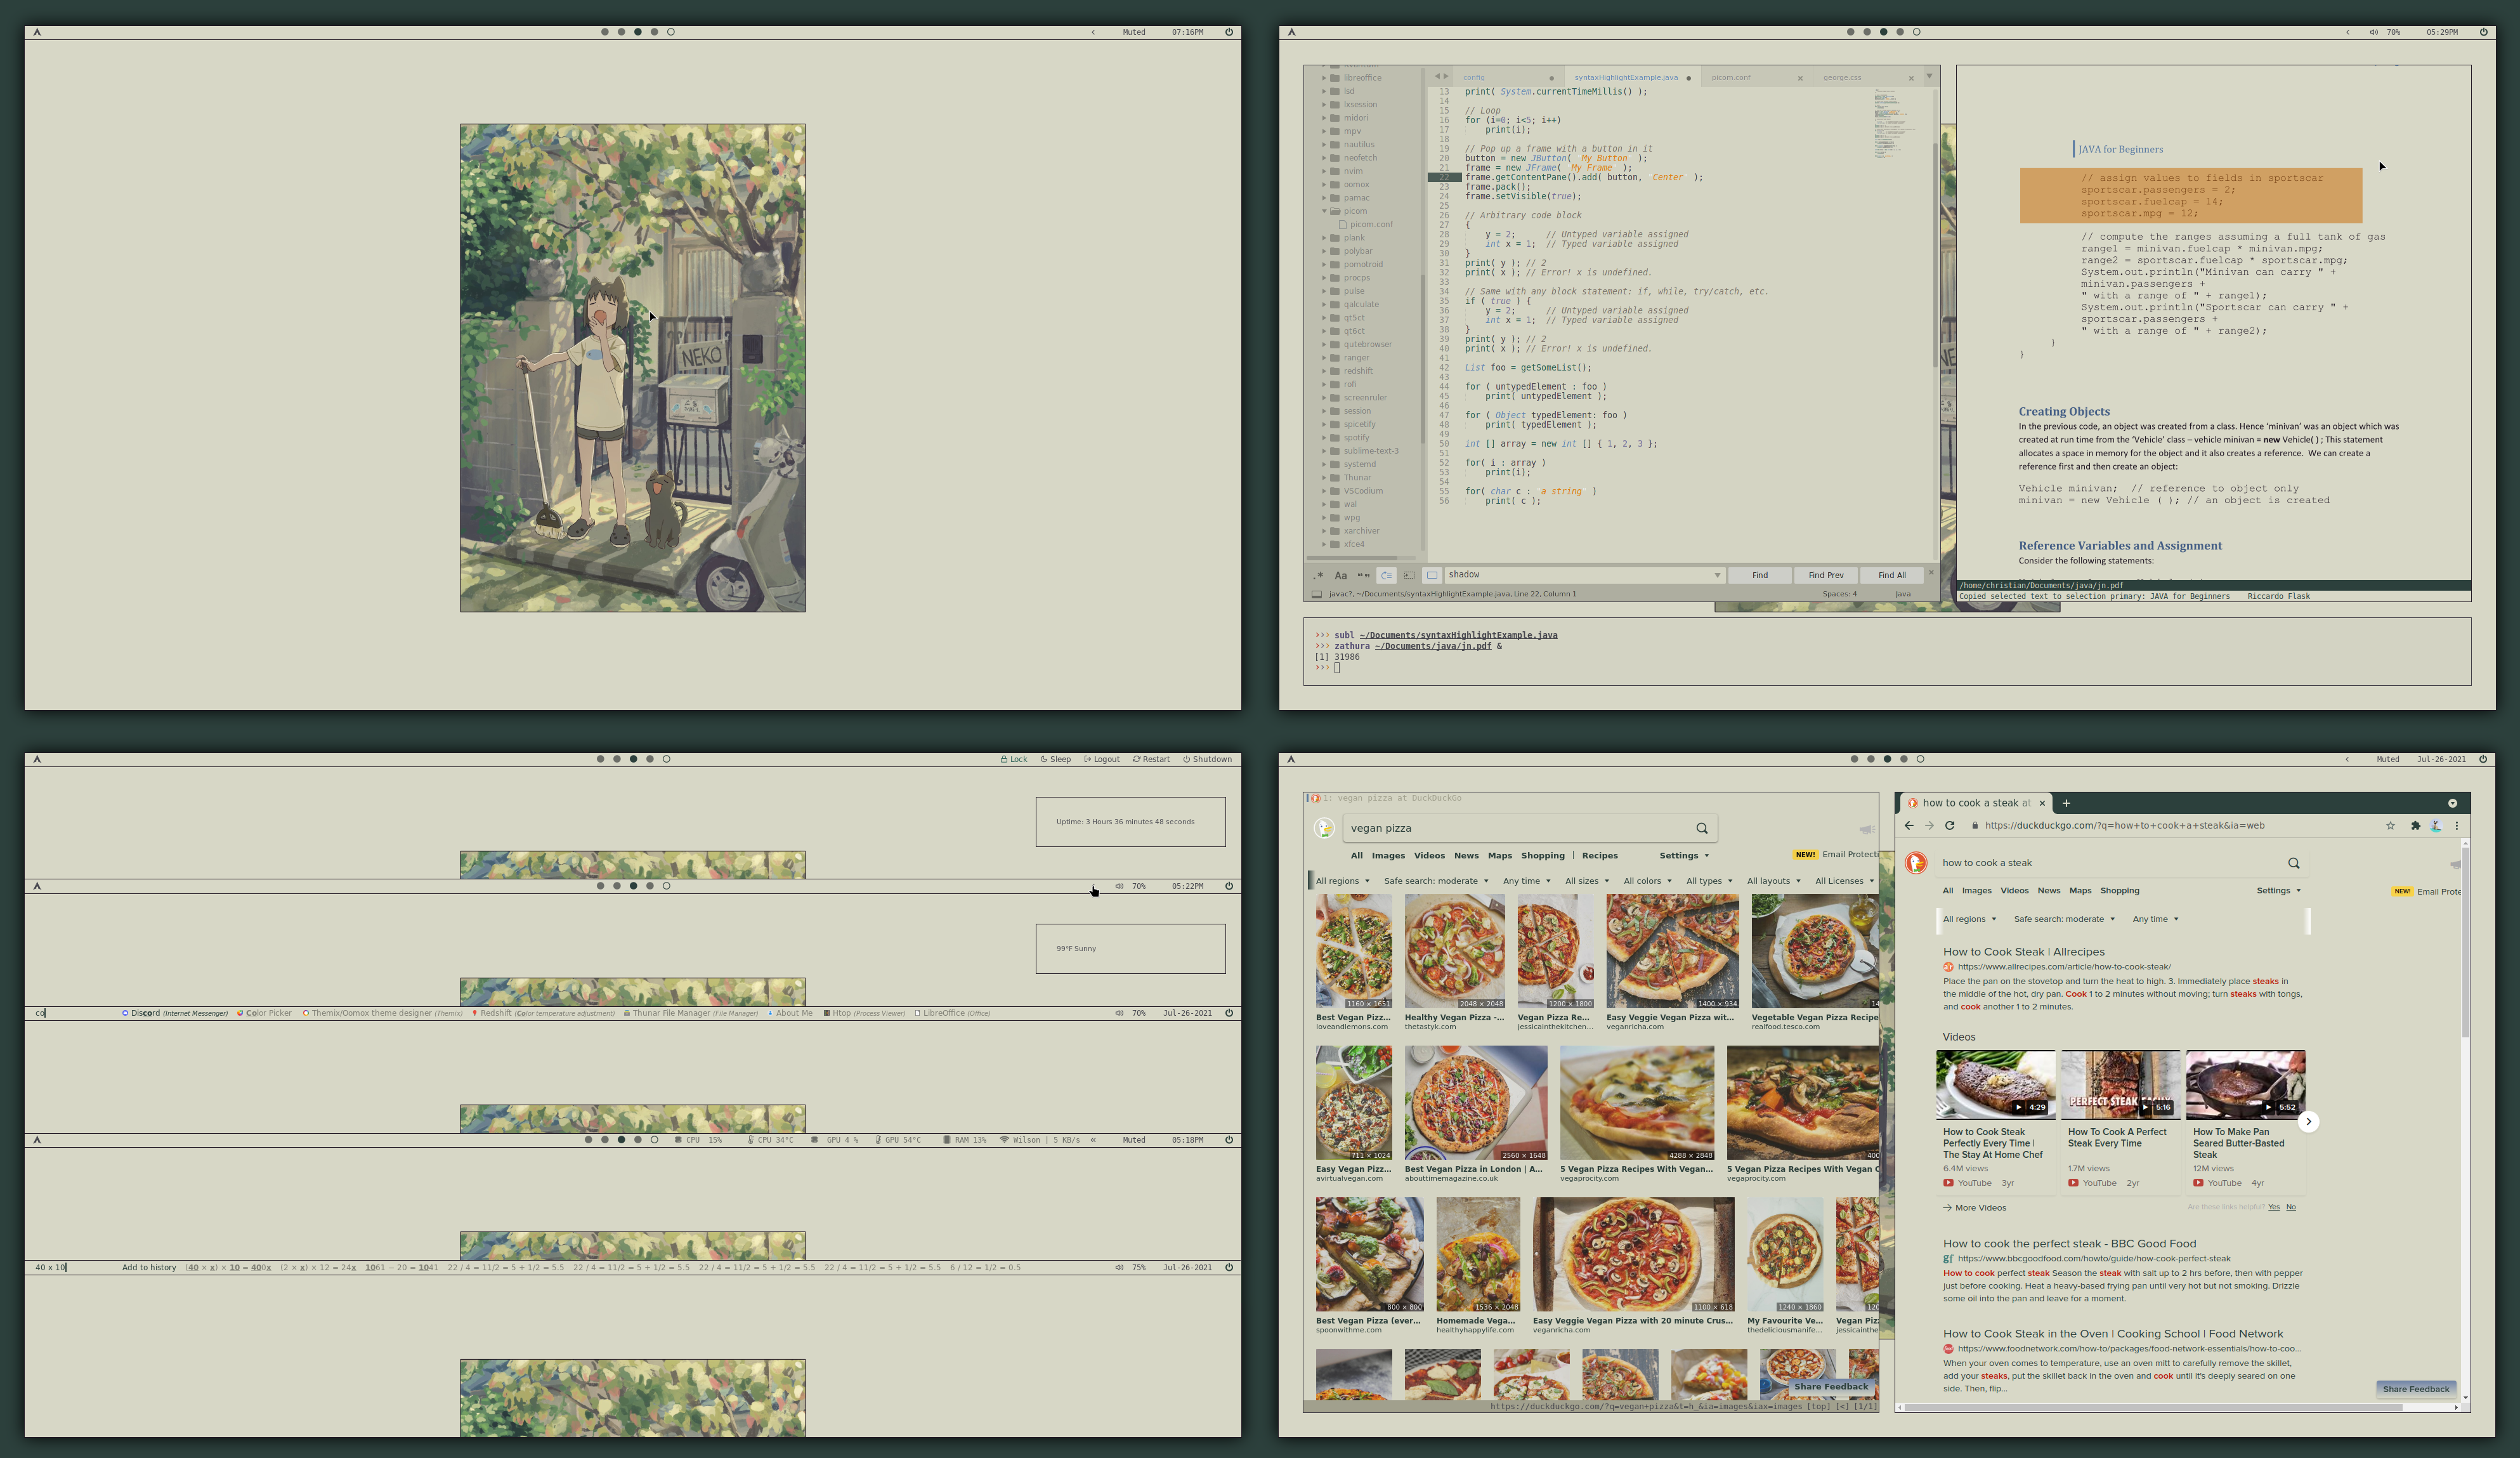 Muted 07:16PM
NEKO
70% 05:29PM
libreoffice
lsd
lxsession
midori
mpv
nautilus
neofetch
nvim
oomox
pamac
picom
picom.conf
plank
polybar
pomotroid
procps
pulse
qalculate
qt5ct
qt6ct
qutebrowser
ranger
redshift
rofi
screenruler
session
spicetify
spotify
sublime-text-3
systemd
Thunar
VSCodium
wal
wpg
xarchiver
xfce4
config syntaxHighlightExample.java picom.conf george.css
13 print( System.currentTimeMillis() );
14
15 // Loop
16 for (i=0; i<5; i++)
17 print(i);
18
19 // Pop up a frame with a button in it
20 button = new JButton( My Button );
21 frame = new JFrame( My Frame );
22 frame.getContentPane().add( button, Center );
23 frame.pack();
24 frame.setVisible(true);
25
26 // Arbitrary code block
27 {
28 y = 2; // Untyped variable assigned
29 int x = 1; // Typed variable assigned
30 }
31 print( y ); // 2
32 print( x ); // Error! x is undefined.
33
34 // Same with any block statement: if, while, try/catch, etc.
35 if ( true ) {
36 y = 2; // Untyped variable assigned
37 int x = 1; // Typed variable assigned
38 }
39 print( y ); // 2
40 print( x ); // Error! x is undefined.
41
42 List foo = getSomeList();
43
44 for ( untypedElement : foo )
45 print( untypedElement );
46
47 for ( Object typedElement: foo )
48 print( typedElement );
49
50 int [] array = new int [] { 1, 2, 3 };
51
52 for( i : array )
53 print(i);
54
55 for( char c : a string )
56 print( c );
.* Aa “” shadow Find Find Prev Find All
javac?, ~/Documents/syntaxHighlightExample.java, Line 22, Column 1 Spaces: 4 Java
JAVA for Beginners
// assign values to fields in sportscar
sportscar.passengers = 2;
sportscar.fuelcap = 14;
sportscar.mpg = 12;
// compute the ranges assuming a full tank of gas
range1 = minivan.fuelcap * minivan.mpg;
range2 = sportscar.fuelcap * sportscar.mpg;
System.out.println("Minivan can carry " +
minivan.passengers +
" with a range of " + range1);
System.out.println("Sportscar can carry " +
sportscar.passengers +
" with a range of " + range2);
}
}
Creating Objects
In the previous code, an object was created from a class. Hence ‘minivan’ was an object which was
created at run time from the ‘Vehicle’ class – vehicle minivan = new Vehicle( ) ; This statement
allocates a space in memory for the object and it also creates a reference. We can create a
reference first and then create an object:
Vehicle minivan; // reference to object only
minivan = new Vehicle ( ); // an object is created
Reference Variables and Assignment
Consider the following statements:
/home/christian/Documents/java/jn.pdf
Copied selected text to selection primary: JAVA for Beginners Riccardo Flask
>>> subl ~/Documents/syntaxHighlightExample.java
>>> zathura ~/Documents/java/jn.pdf &
[1] 31986
>>>
Lock Sleep Logout Restart Shutdown
Uptime: 3 Hours 36 minutes 48 seconds
70% 05:22PM
99°F Sunny
co Discord (Internet Messenger) Color Picker Themix/Oomox theme designer (Themix) Redshift (Color temperature adjustment) Thunar File Manager (File Manager) About Me Htop (Process Viewer) LibreOffice (Office) 70% Jul-26-2021
CPU 15% CPU 34°C GPU 4 % GPU 54°C RAM 13% Wilson | 5 KB/s « Muted 05:18PM
40 x 10 Add to history (40 × x) × 10 = 400x (2 × x) × 12 = 24x 1061 − 20 = 1041 22 / 4 = 11/2 = 5 + 1/2 = 5.5 22 / 4 = 11/2 = 5 + 1/2 = 5.5 22 / 4 = 11/2 = 5 + 1/2 = 5.5 22 / 4 = 11/2 = 5 + 1/2 = 5.5 6 / 12 = 1/2 = 0.5 75% Jul-26-2021
Muted Jul-26-2021
1: vegan pizza at DuckDuckGo
vegan pizza
All Images Videos News Maps Shopping | Recipes Settings NEW! Email Protect
All regions Safe search: moderate Any time All sizes All colors All types All layouts All Licenses
1160 × 1651 2048 × 2048 1200 × 1800 1400 × 934 14
Best Vegan Pizz... Healthy Vegan Pizza -... Vegan Pizza Re... Easy Veggie Vegan Pizza wit... Vegetable Vegan Pizza Recipe
loveandlemons.com thetastyk.com jessicainthekitchen... veganricha.com realfood.tesco.com
711 × 1024 2560 × 1648 4288 × 2848 400
Easy Vegan Pizz... Best Vegan Pizza in London | A... 5 Vegan Pizza Recipes With Vegan... 5 Vegan Pizza Recipes With Vegan C
avirtualvegan.com abouttimemagazine.co.uk vegaprocity.com vegaprocity.com
800 × 800 1536 × 2048 1100 × 618 1240 × 1860 120
Best Vegan Pizza (ever... Homemade Vega... Easy Veggie Vegan Pizza with 20 minute Crus... My Favourite Ve... Vegan Piz
spoonwithme.com healthyhappylife.com veganricha.com thedeliciousmanife... jessicainthe
Share Feedback
https://duckduckgo.com/?q=vegan+pizza&t=h_&ia=images&iax=images [top] [<] [1/1]
how to cook a steak at
https://duckduckgo.com/?q=how+to+cook+a+steak&ia=web
how to cook a steak
All Images Videos News Maps Shopping Settings NEW! Email Prote
All regions Safe search: moderate Any time
How to Cook Steak | Allrecipes
https://www.allrecipes.com/article/how-to-cook-steak/
Place the pan on the stovetop and turn the heat to high. 3. Immediately place steaks in
the middle of the hot, dry pan. Cook 1 to 2 minutes without moving; turn steaks with tongs,
and cook another 1 to 2 minutes.
Videos
4:29 PERFECT STEAK 5:16 5:52
How to Cook Steak How To Cook A Perfect How To Make Pan
Perfectly Every Time | Steak Every Time Seared Butter-Basted
The Stay At Home Chef Steak
6.4M views 1.7M views 12M views
YouTube 3yr YouTube 2yr YouTube 4yr
More Videos Are these links helpful? Yes No
How to cook the perfect steak - BBC Good Food
gf https://www.bbcgoodfood.com/howto/guide/how-cook-perfect-steak
How to cook perfect steak Season the steak with salt up to 2 hrs before, then with pepper
just before cooking. Heat a heavy-based frying pan until very hot but not smoking. Drizzle
some oil into the pan and leave for a moment.
How to Cook Steak in the Oven | Cooking School | Food Network
https://www.foodnetwork.com/how-to/packages/food-network-essentials/how-to-coo...
When your oven comes to temperature, use an oven mitt to carefully remove the skillet,
add your steaks, put the skillet back in the oven and cook until it's deeply seared on one
side. Then, flip...
Share Feedback